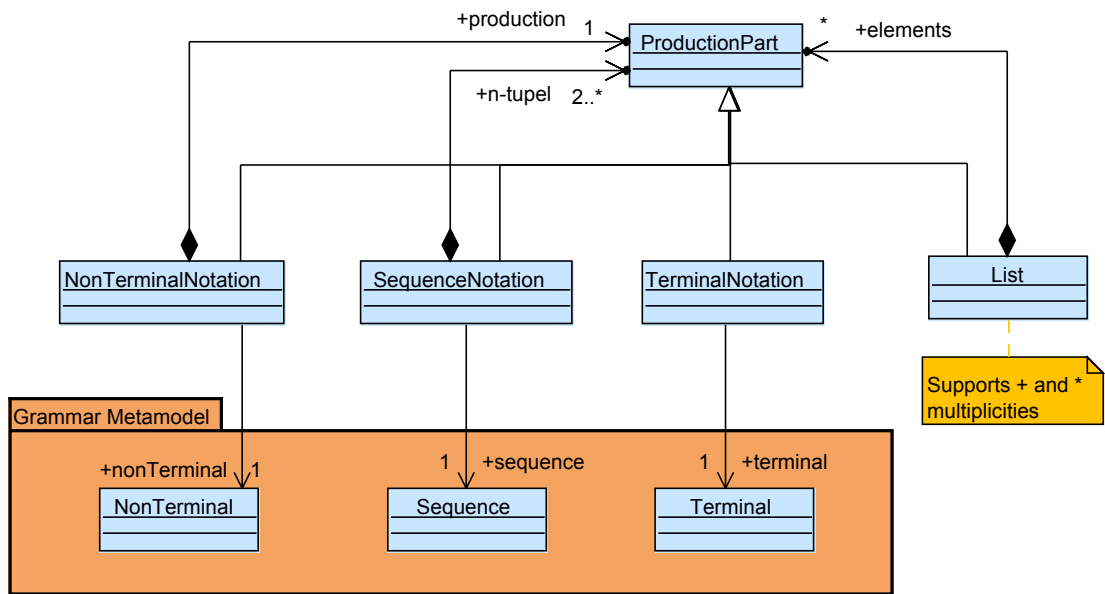 +production
1
ProductionPart
*
+elements
+n-tupel
2..*
NonTerminalNotation
SequenceNotation
TerminalNotation
List
Supports + and *
multiplicities
Grammar Metamodel
+nonTerminal
1
1
+sequence
1
+terminal
NonTerminal
Sequence
Terminal